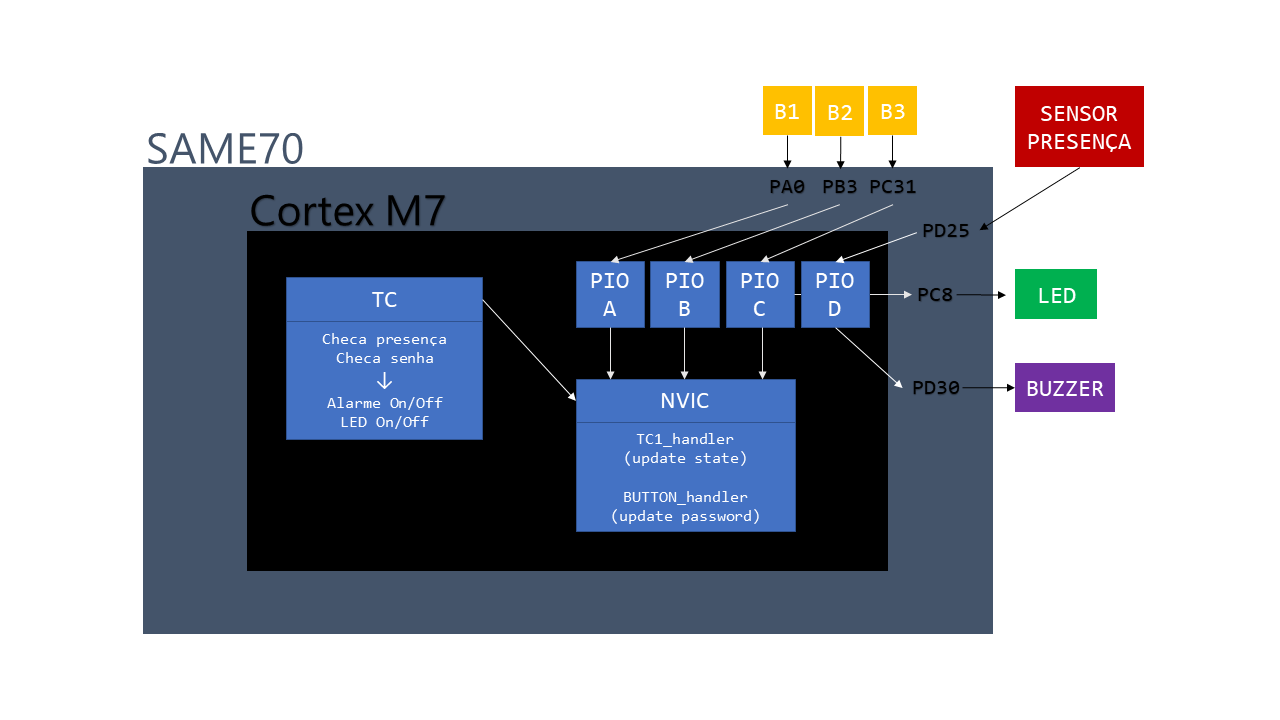 B1 B2 B3
SENSOR
PRESENÇA
SAME70
PA0 PB3 PC31
Cortex M7
PD25
PIO
A
PIO
B
PIO
C
PIO
D
PC8
LED
TC
Checa presença
Checa senha
↓
Alarme On/Off
LED On/Off
PD30
BUZZER
NVIC
TC1_handler
(update state)
BUTTON_handler
(update password)